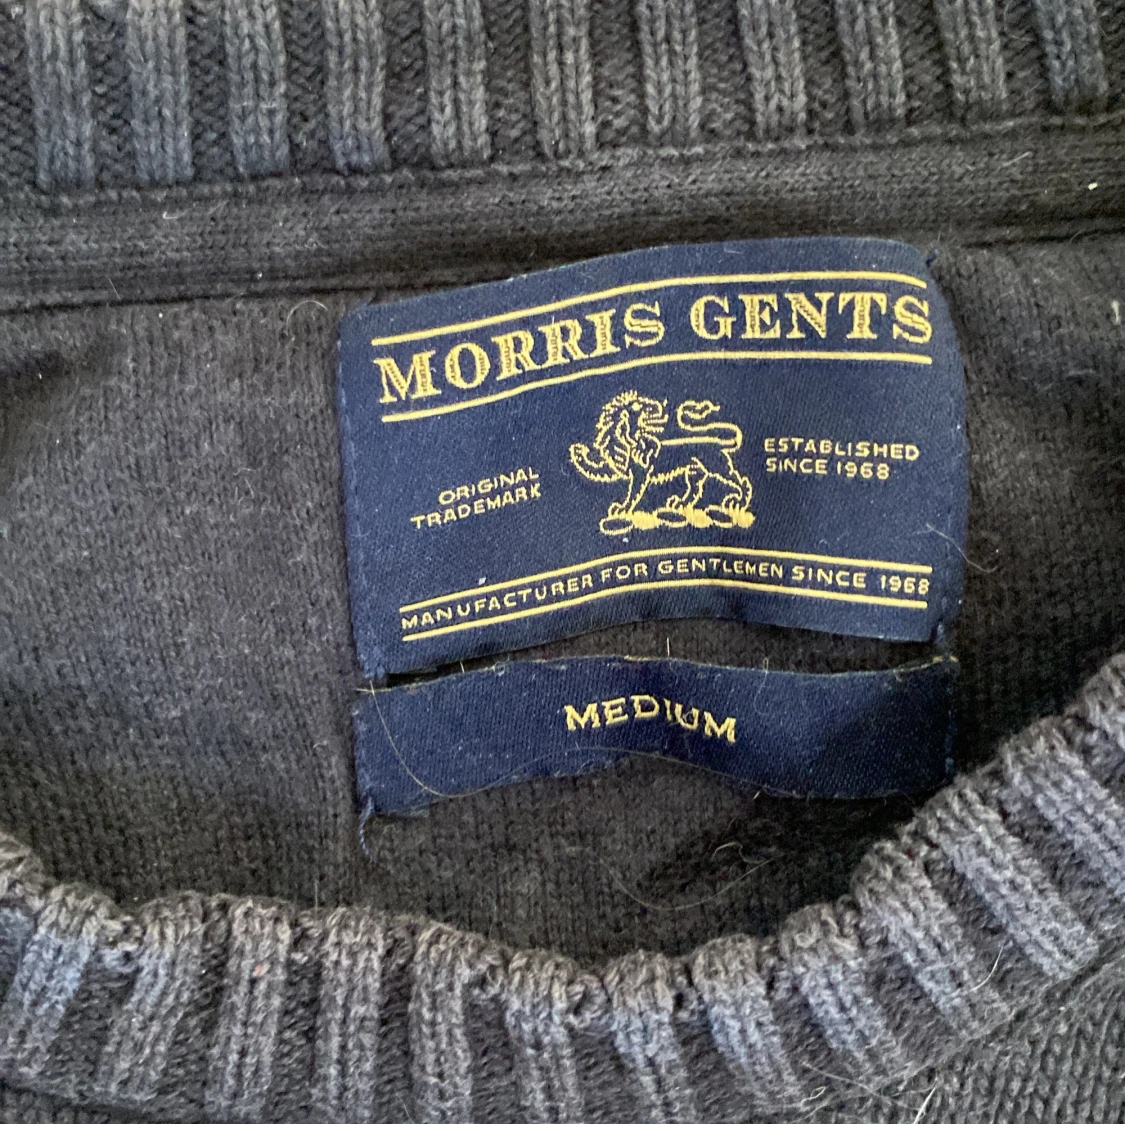 MORRIS GENTS
ORIGINAL
TRADEMARK
ESTABLISHED
SINCE 1968
MANUFACTURER FOR GENTLEMEN SINCE 1968
MEDIUM